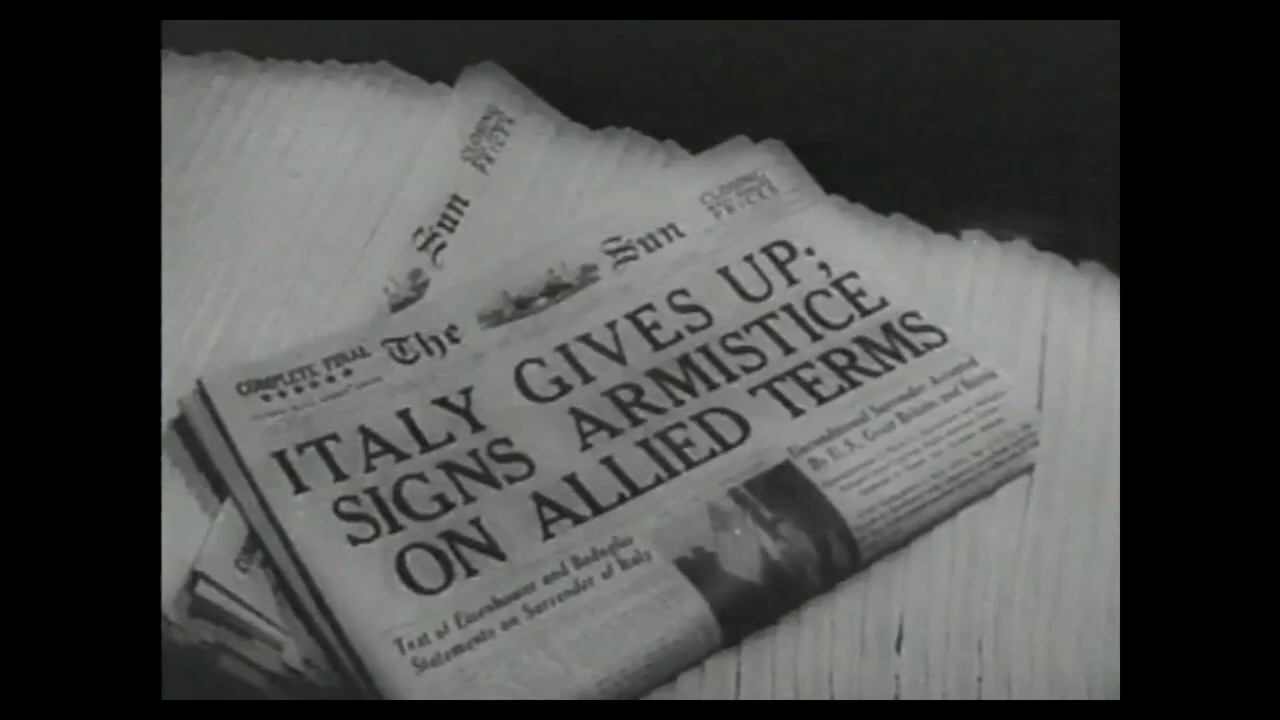 CLOSING
PRICES
Sun
CLOSING
PRICES
COMPLETE FINAL
★★★★★★
The Sun
ITALY GIVES UP;
SIGNS ARMISTICE
ON ALLIED TERMS
Unconditional Surrender Accepted
By U.S., Great Britain and Russia
Text of Eisenhower and Badoglio
Statements on Surrender of Italy